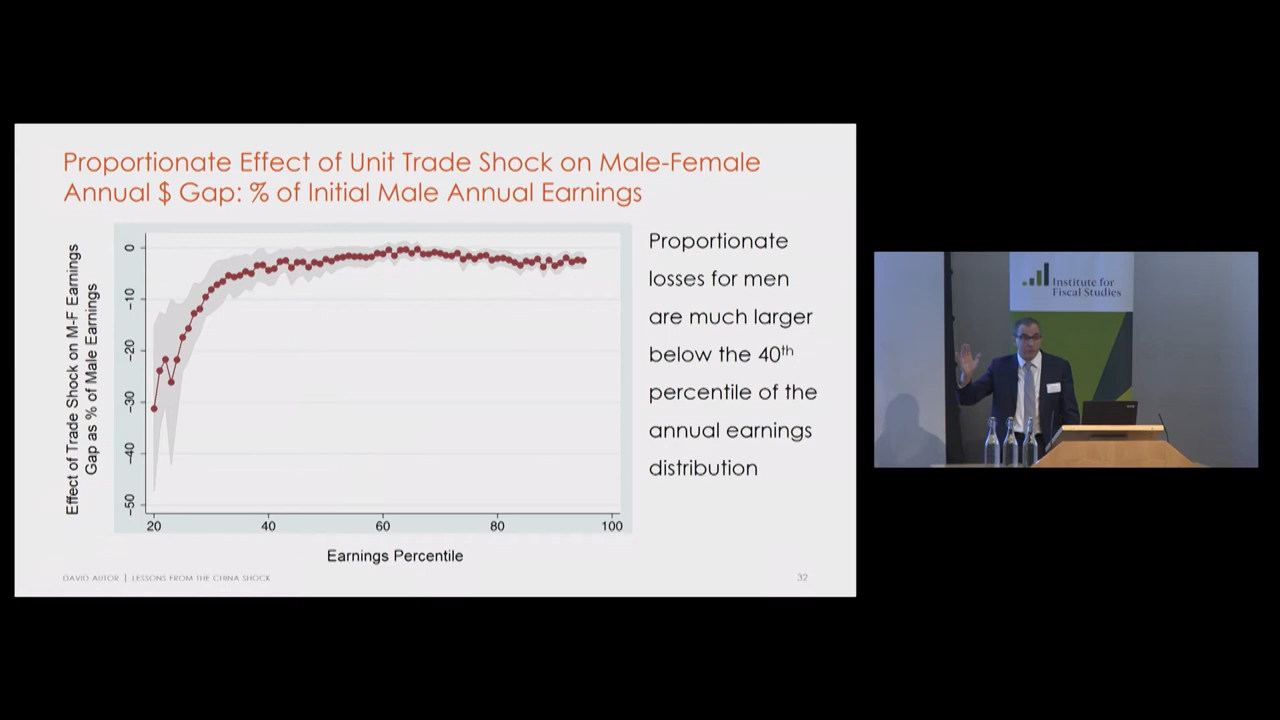 Proportionate Effect of Unit Trade Shock on Male-Female
Annual $ Gap: % of Initial Male Annual Earnings
Effect of Trade Shock on M-F Earnings
Gap as % of Male Earnings
0
-10
-20
-30
-40
-50
20
40
60
80
100
Earnings Percentile
Proportionate
losses for men
are much larger
below the 40th
percentile of the
annual earnings
distribution
DAVID AUTOR | LESSONS FROM THE CHINA SHOCK
32
Institute for
Fiscal Studies